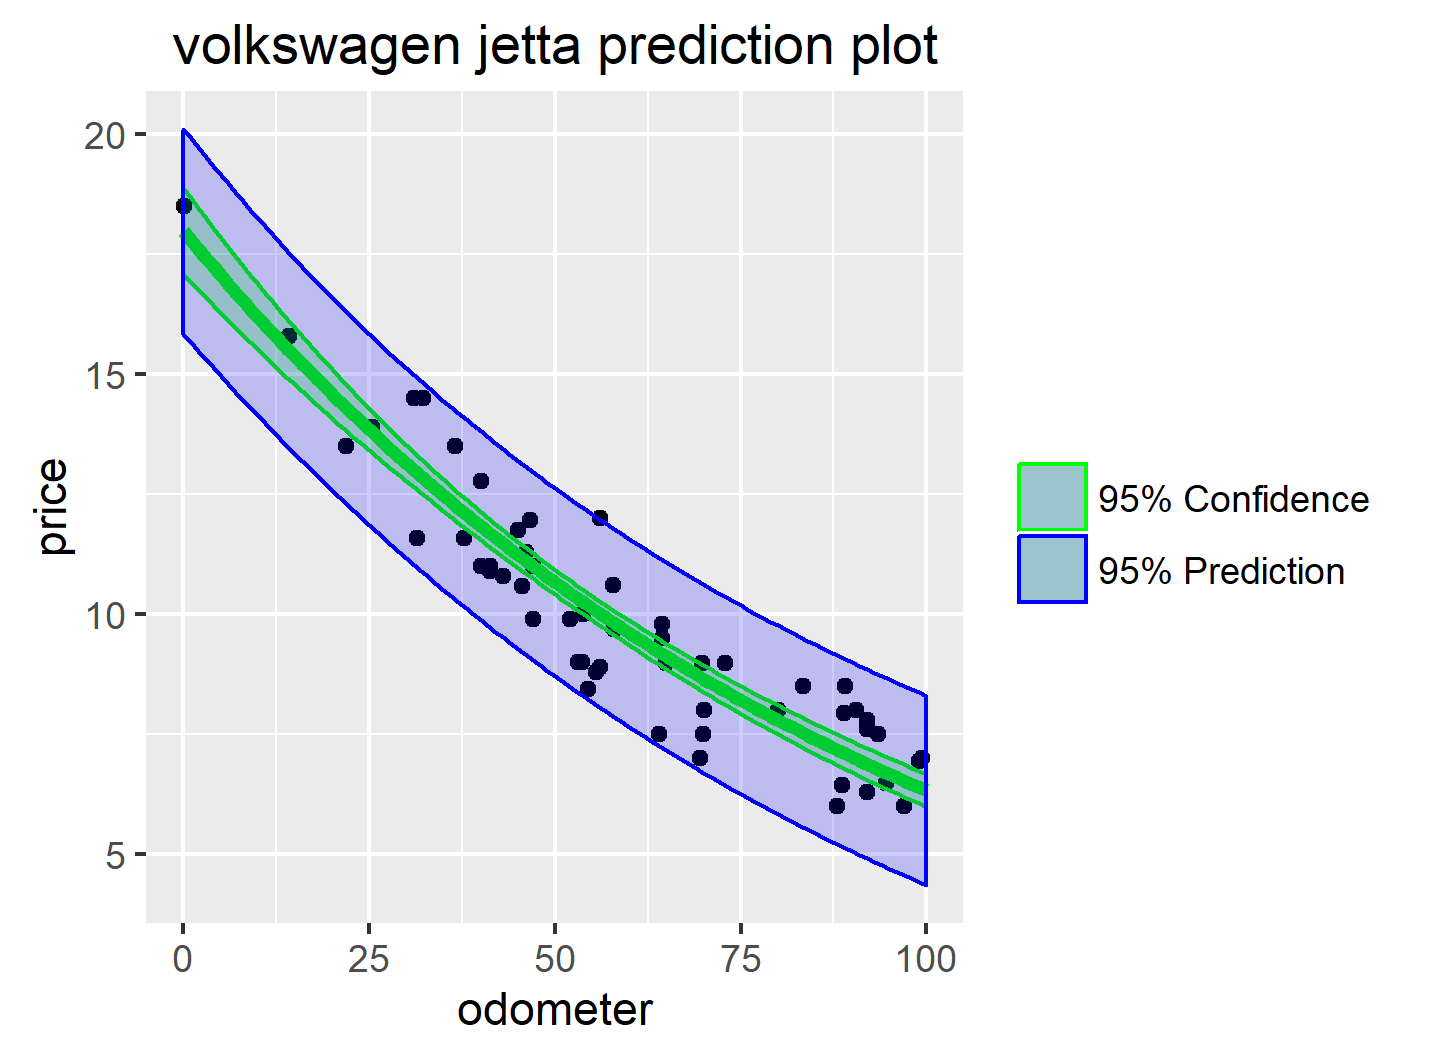 volkswagen jetta prediction plot
20
15
10
5
price
0 25 50 75 100
odometer
95% Confidence
95% Prediction